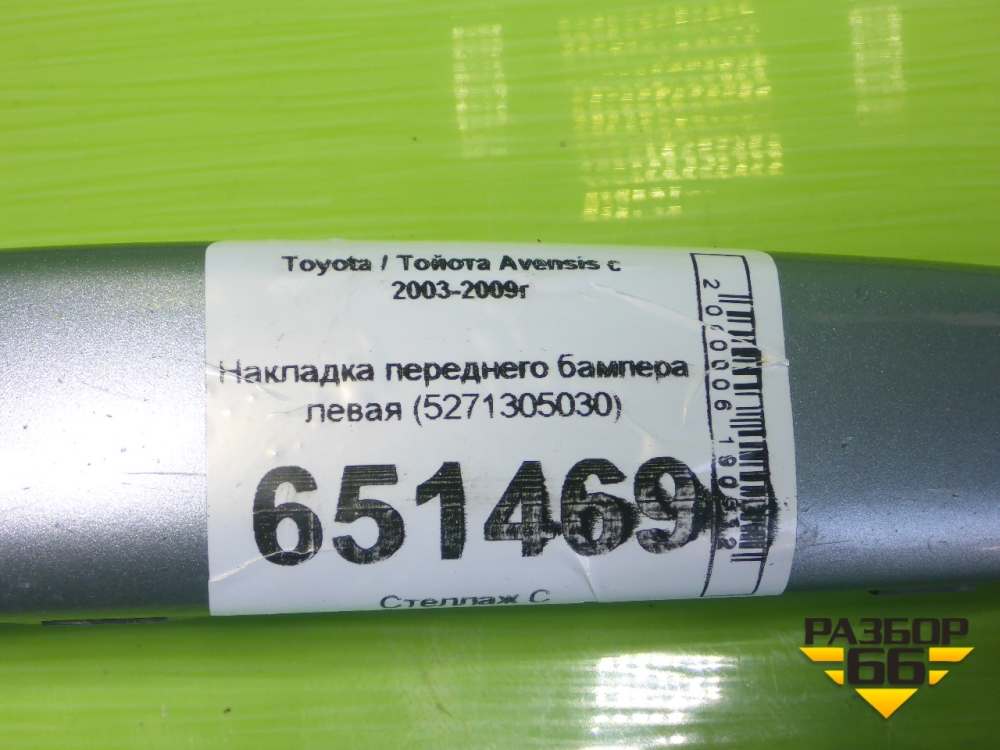 Toyota / Тойота Avensis с
2003-2009г
Накладка переднего бампера
левая (5271305030)
651469
Стеллаж С
РАЗБОР
66